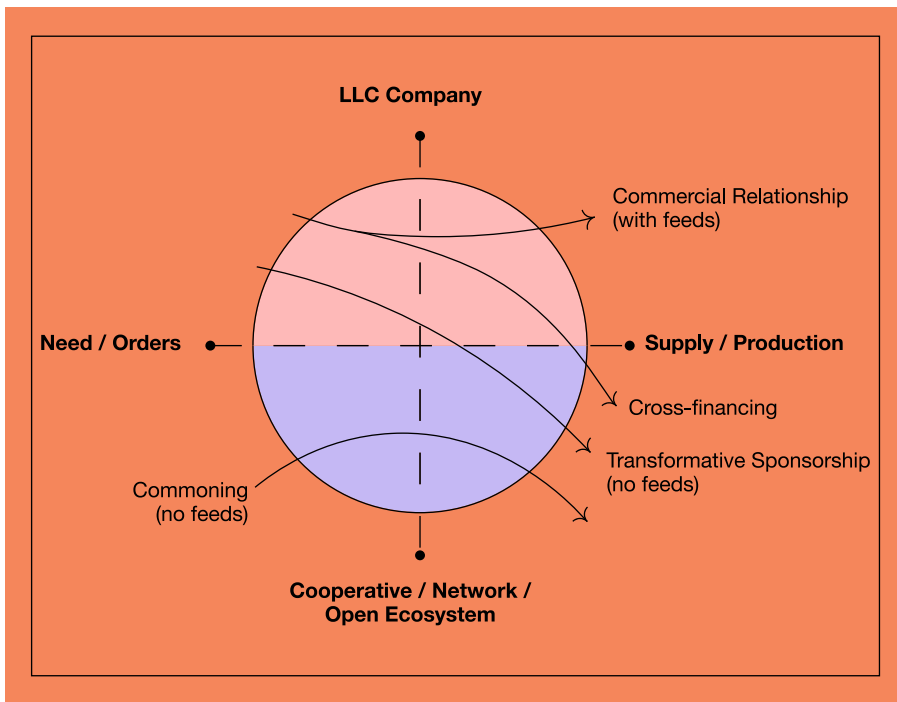 LLC Company
Commercial Relationship
(with feeds)
Need / Orders
Supply / Production
Cross-financing
Transformative Sponsorship
(no feeds)
Commoning
(no feeds)
Cooperative / Network /
Open Ecosystem